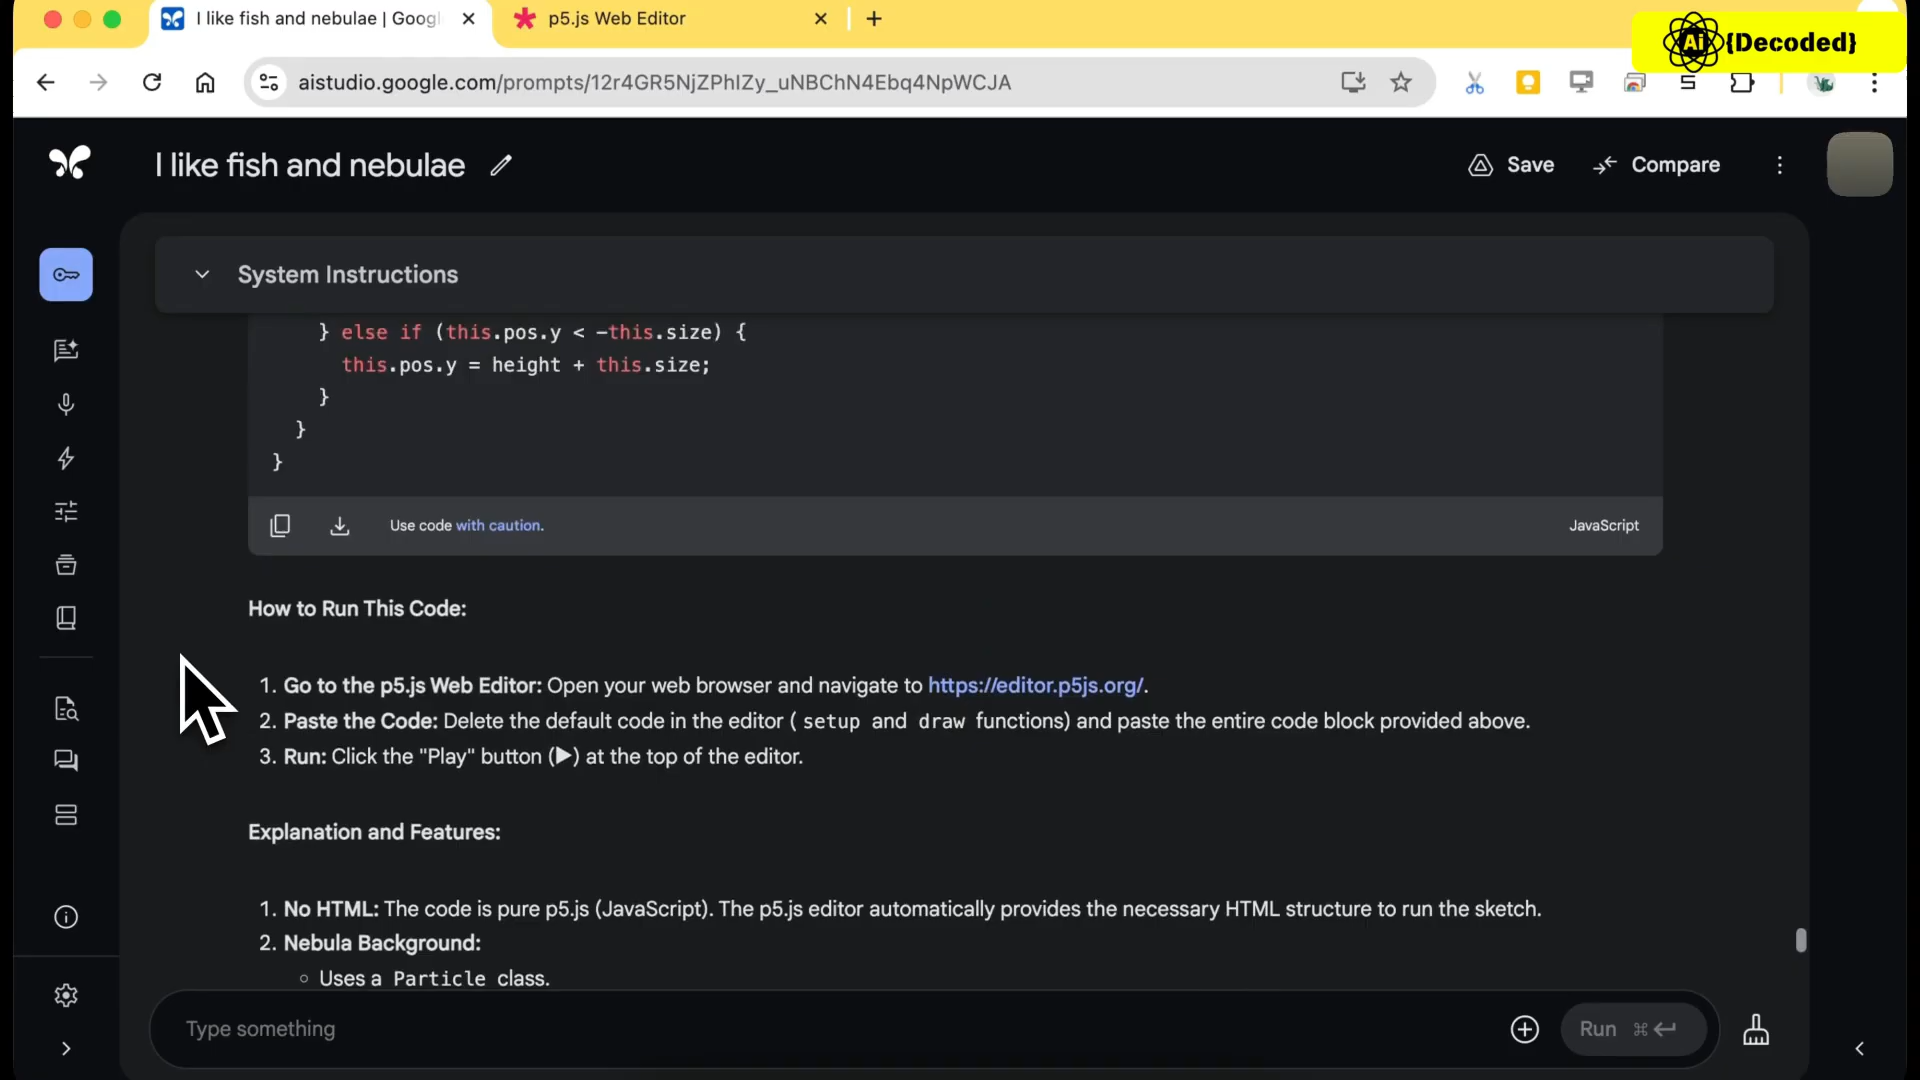 I like fish and nebulae | Goog
p5.js Web Editor
Ai {Decoded}
aistudio.google.com/prompts/12r4GR5NjZPhIZy_uNBChN4Ebq4NpWCJA
I like fish and nebulae
Save
Compare
System Instructions
} else if (this.pos.y < -this.size) {
this.pos.y = height + this.size;
}
}
}
Use code with caution.
JavaScript
How to Run This Code:
1. Go to the p5.js Web Editor: Open your web browser and navigate to https://editor.p5js.org/.
2. Paste the Code: Delete the default code in the editor ( setup and draw functions) and paste the entire code block provided above.
3. Run: Click the "Play" button (▶) at the top of the editor.
Explanation and Features:
1. No HTML: The code is pure p5.js (JavaScript). The p5.js editor automatically provides the necessary HTML structure to run the sketch.
2. Nebula Background:
○ Uses a Particle class.
Type something
Run ⌘ ↵